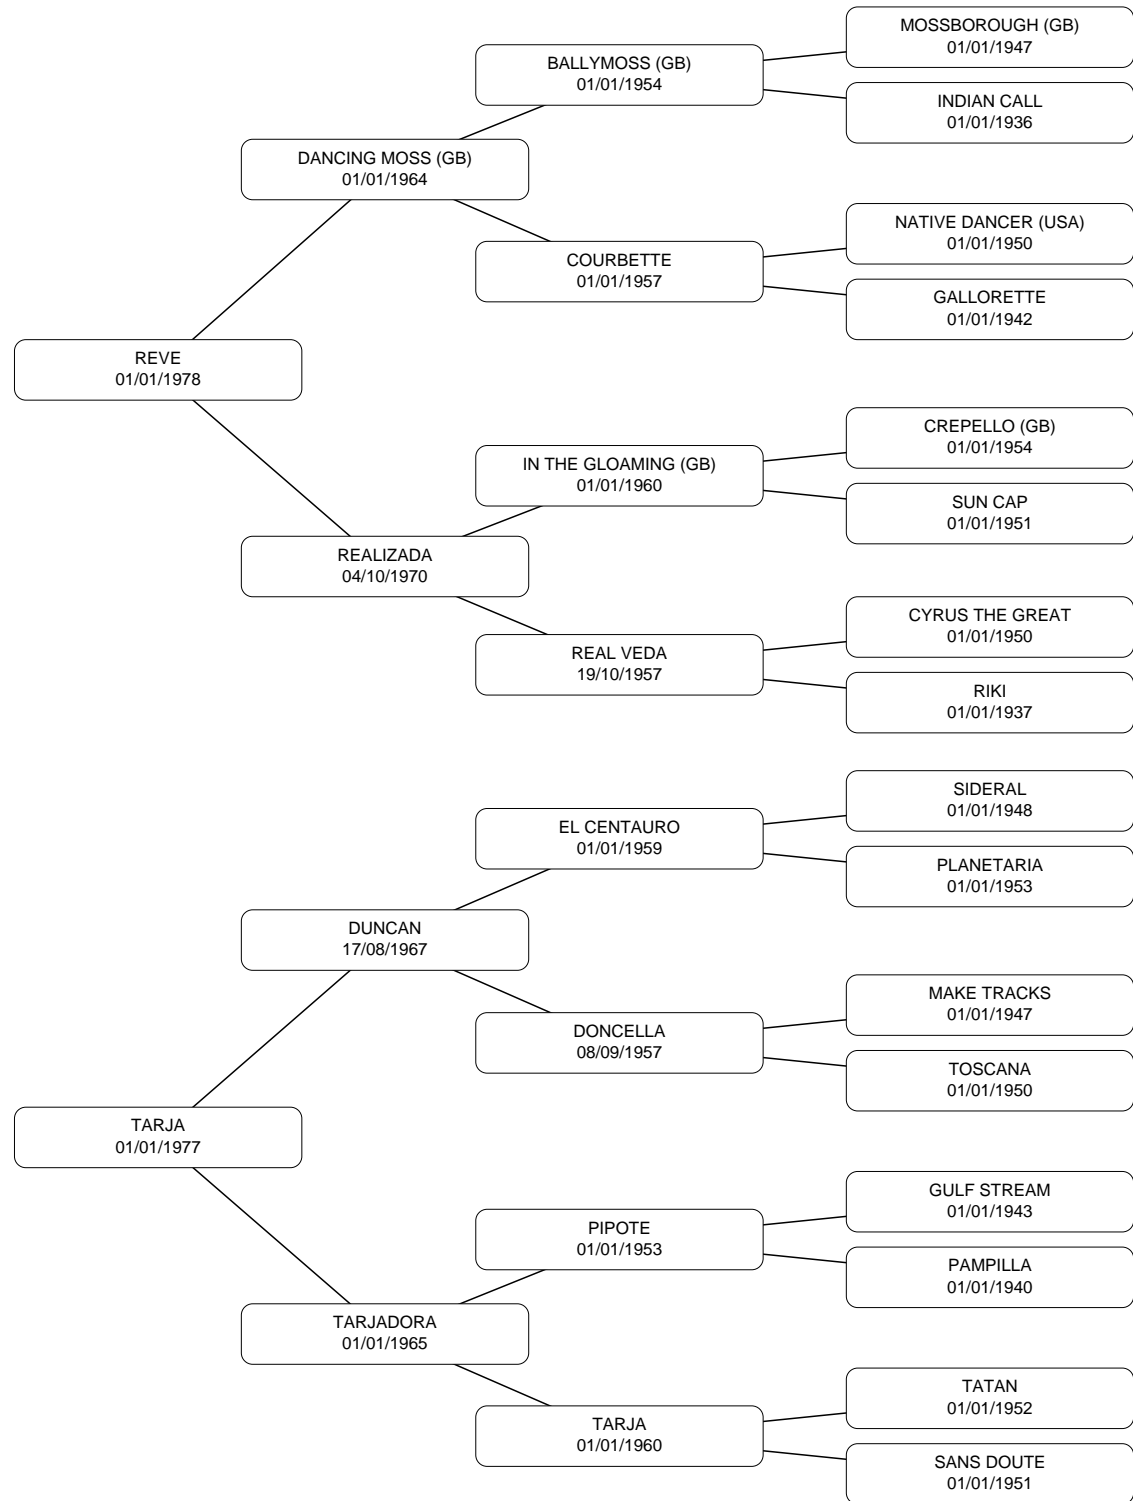 MOSSBOROUGH (GB)
01/01/1947
BALLYMOSS (GB)
01/01/1954
INDIAN CALL
01/01/1936
DANCING MOSS (GB)
01/01/1964
NATIVE DANCER (USA)
01/01/1950
COURBETTE
01/01/1957
GALLORETTE
01/01/1942
REVE
01/01/1978
CREPELLO (GB)
01/01/1954
IN THE GLOAMING (GB)
01/01/1960
SUN CAP
01/01/1951
REALIZADA
04/10/1970
CYRUS THE GREAT
01/01/1950
REAL VEDA
19/10/1957
RIKI
01/01/1937
SIDERAL
01/01/1948
EL CENTAURO
01/01/1959
PLANETARIA
01/01/1953
DUNCAN
17/08/1967
MAKE TRACKS
01/01/1947
DONCELLA
08/09/1957
TOSCANA
01/01/1950
TARJA
01/01/1977
GULF STREAM
01/01/1943
PIPOTE
01/01/1953
PAMPILLA
01/01/1940
TARJADORA
01/01/1965
TATAN
01/01/1952
TARJA
01/01/1960
SANS DOUTE
01/01/1951